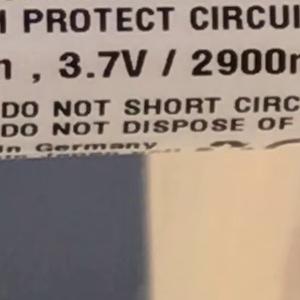 PROTECT CIRCU
, 3.7V / 2900
DO NOT SHORT CIRC
DO NOT DISPOSE OF
in Germany